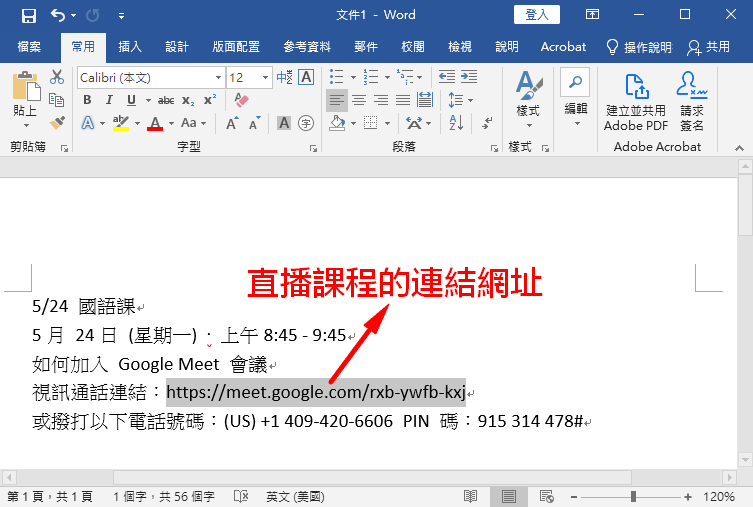 文件1 - Word
登入
檔案 常用 插入 設計 版面配置 參考資料 郵件 校閱 檢視 說明 Acrobat 操作說明 共用
貼上
剪貼簿
Calibri (本文) 12
B I U abc x₂ x²
A A Aa A A A 字
字型
段落
樣式
樣式
編輯
建立並共用 Adobe PDF
請求 簽名
Adobe Acrobat
直播課程的連結網址
5/24 國語課
5 月 24 日 (星期一) · 上午 8:45 - 9:45
如何加入 Google Meet 會議
視訊通話連結：https://meet.google.com/rxb-ywfb-kxj
或撥打以下電話號碼：(US) +1 409-420-6606 PIN 碼：915 314 478#
第 1 頁，共 1 頁 1 個字，共 56 個字 英文 (美國) 120%